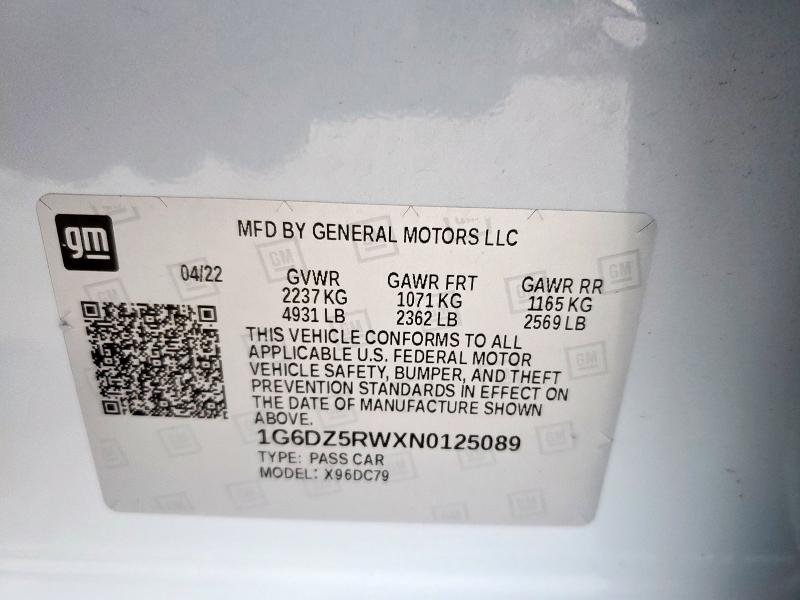 gm
MFD BY GENERAL MOTORS LLC
04/22
GVWR GAWR FRT GAWR RR
2237 KG 1071 KG 1165 KG
4931 LB 2362 LB 2569 LB
THIS VEHICLE CONFORMS TO ALL
APPLICABLE U.S. FEDERAL MOTOR
VEHICLE SAFETY, BUMPER, AND THEFT
PREVENTION STANDARDS IN EFFECT ON
THE DATE OF MANUFACTURE SHOWN
ABOVE.
1G6DZ5RWXN0125089
TYPE: PASS CAR
MODEL: X96DC79